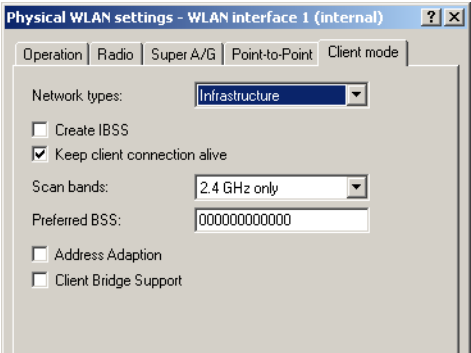 Physical WLAN settings - WLAN interface 1 (internal)
Operation Radio Super A/G Point-to-Point Client mode
Network types: Infrastructure
Create IBSS
Keep client connection alive
Scan bands: 2.4 GHz only
Preferred BSS: 000000000000
Address Adaption
Client Bridge Support